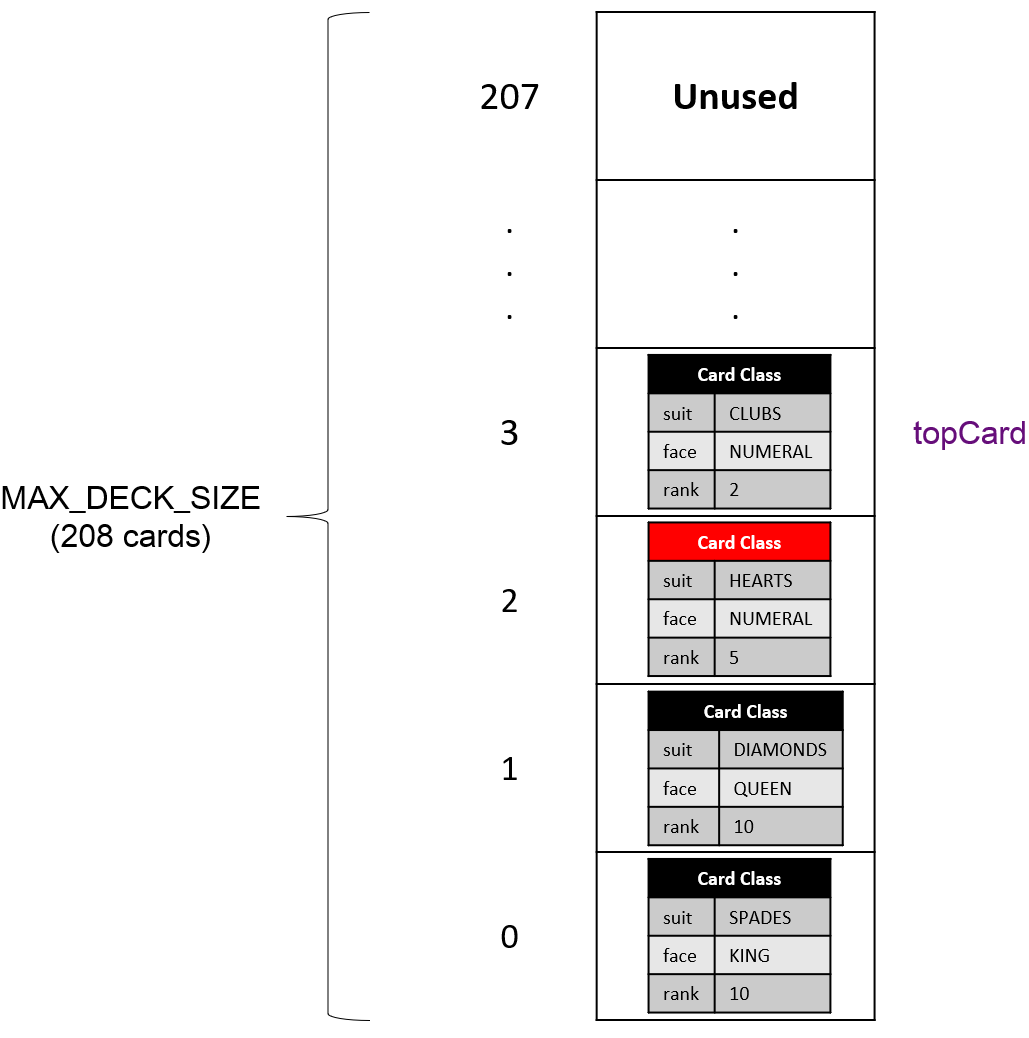 207 Unused
. .
. .
. .
Card Class
suit CLUBS
3 topCard
face NUMERAL
rank 2
MAX_DECK_SIZE
(208 cards)
Card Class
suit HEARTS
2
face NUMERAL
rank 5
Card Class
suit DIAMONDS
1
face QUEEN
rank 10
Card Class
suit SPADES
0
face KING
rank 10